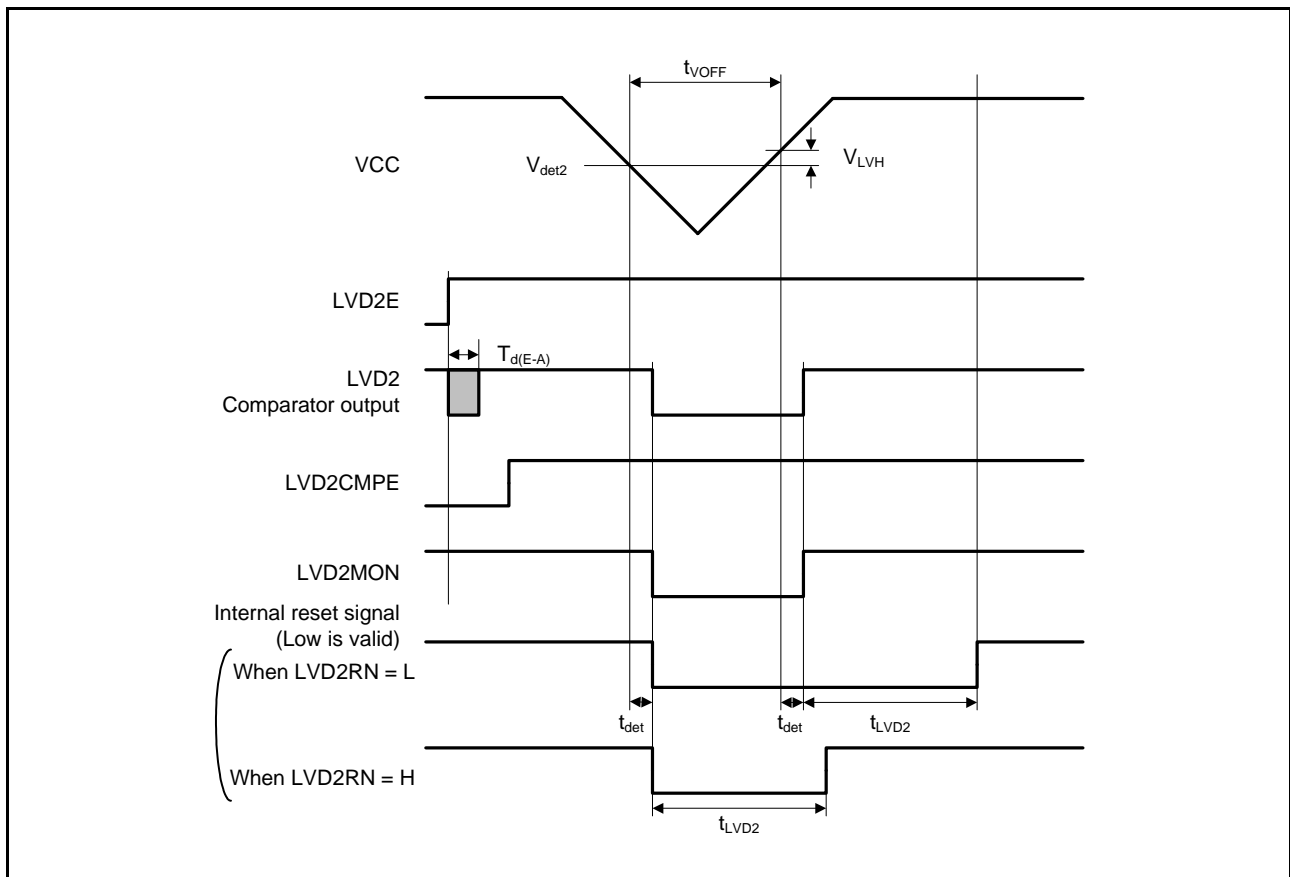 tVOFF
VCC
Vdet2
VLVH
LVD2E
Td(E-A)
LVD2
Comparator output
LVD2CMPE
LVD2MON
Internal reset signal
(Low is valid)
When LVD2RN = L
tdet
tdet
tLVD2
When LVD2RN = H
tLVD2